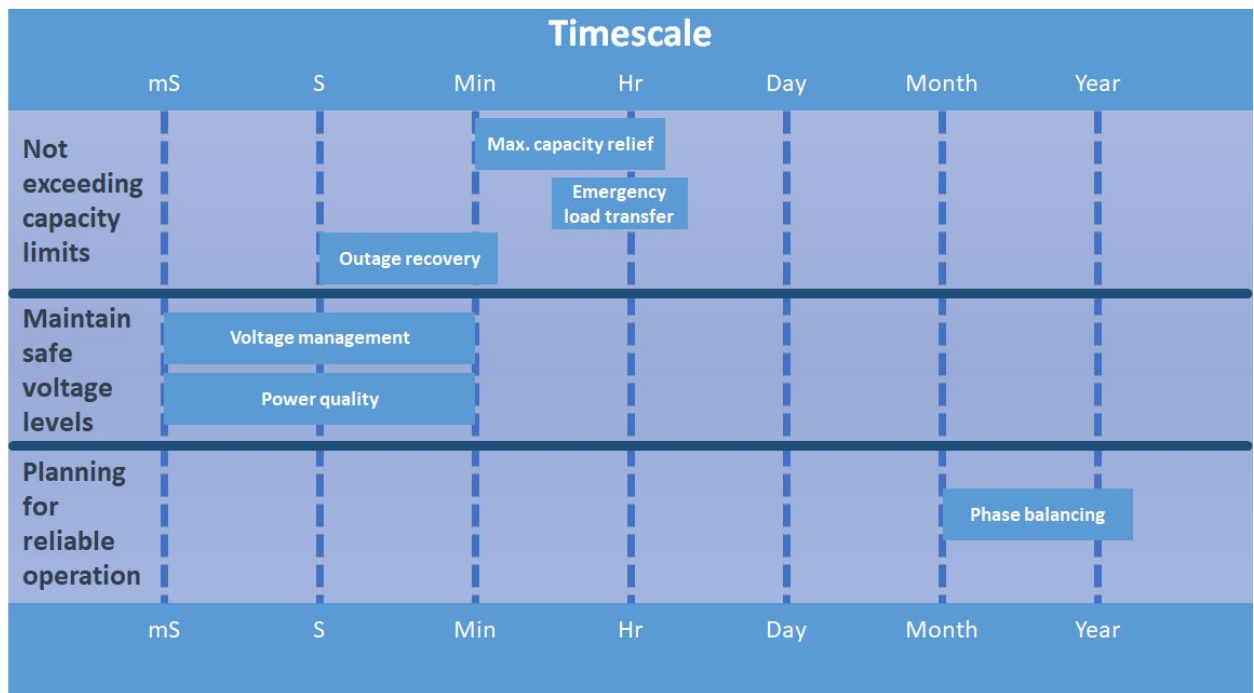 Timescale
mS S Min Hr Day Month Year
Not
exceeding
capacity
limits
Max. capacity relief
Emergency
load transfer
Outage recovery
Maintain
safe
voltage
levels
Voltage management
Power quality
Planning
for
reliable
operation
Phase balancing
mS S Min Hr Day Month Year